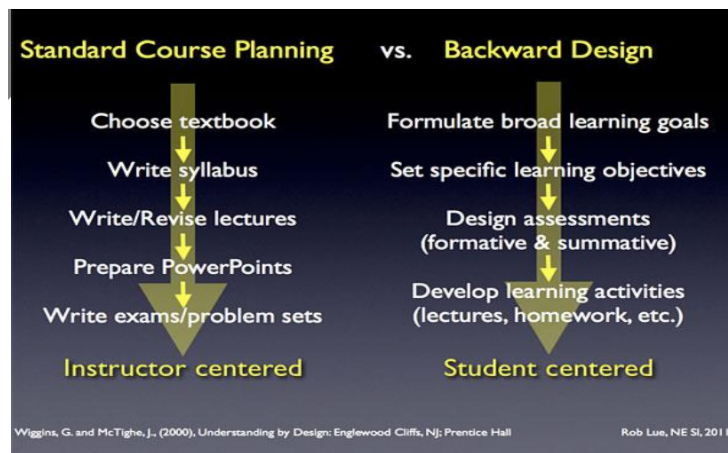 Standard Course Planning vs. Backward Design
Choose textbook
Write syllabus
Write/Revise lectures
Prepare PowerPoints
Write exams/problem sets
Instructor centered
Formulate broad learning goals
Set specific learning objectives
Design assessments
(formative & summative)
Develop learning activities
(lectures, homework, etc.)
Student centered
Wiggins, G. and McTighe, J., (2000), Understanding by Design: Englewood Cliffs, NJ; Prentice Hall
Rob Lue, NE SI, 2011